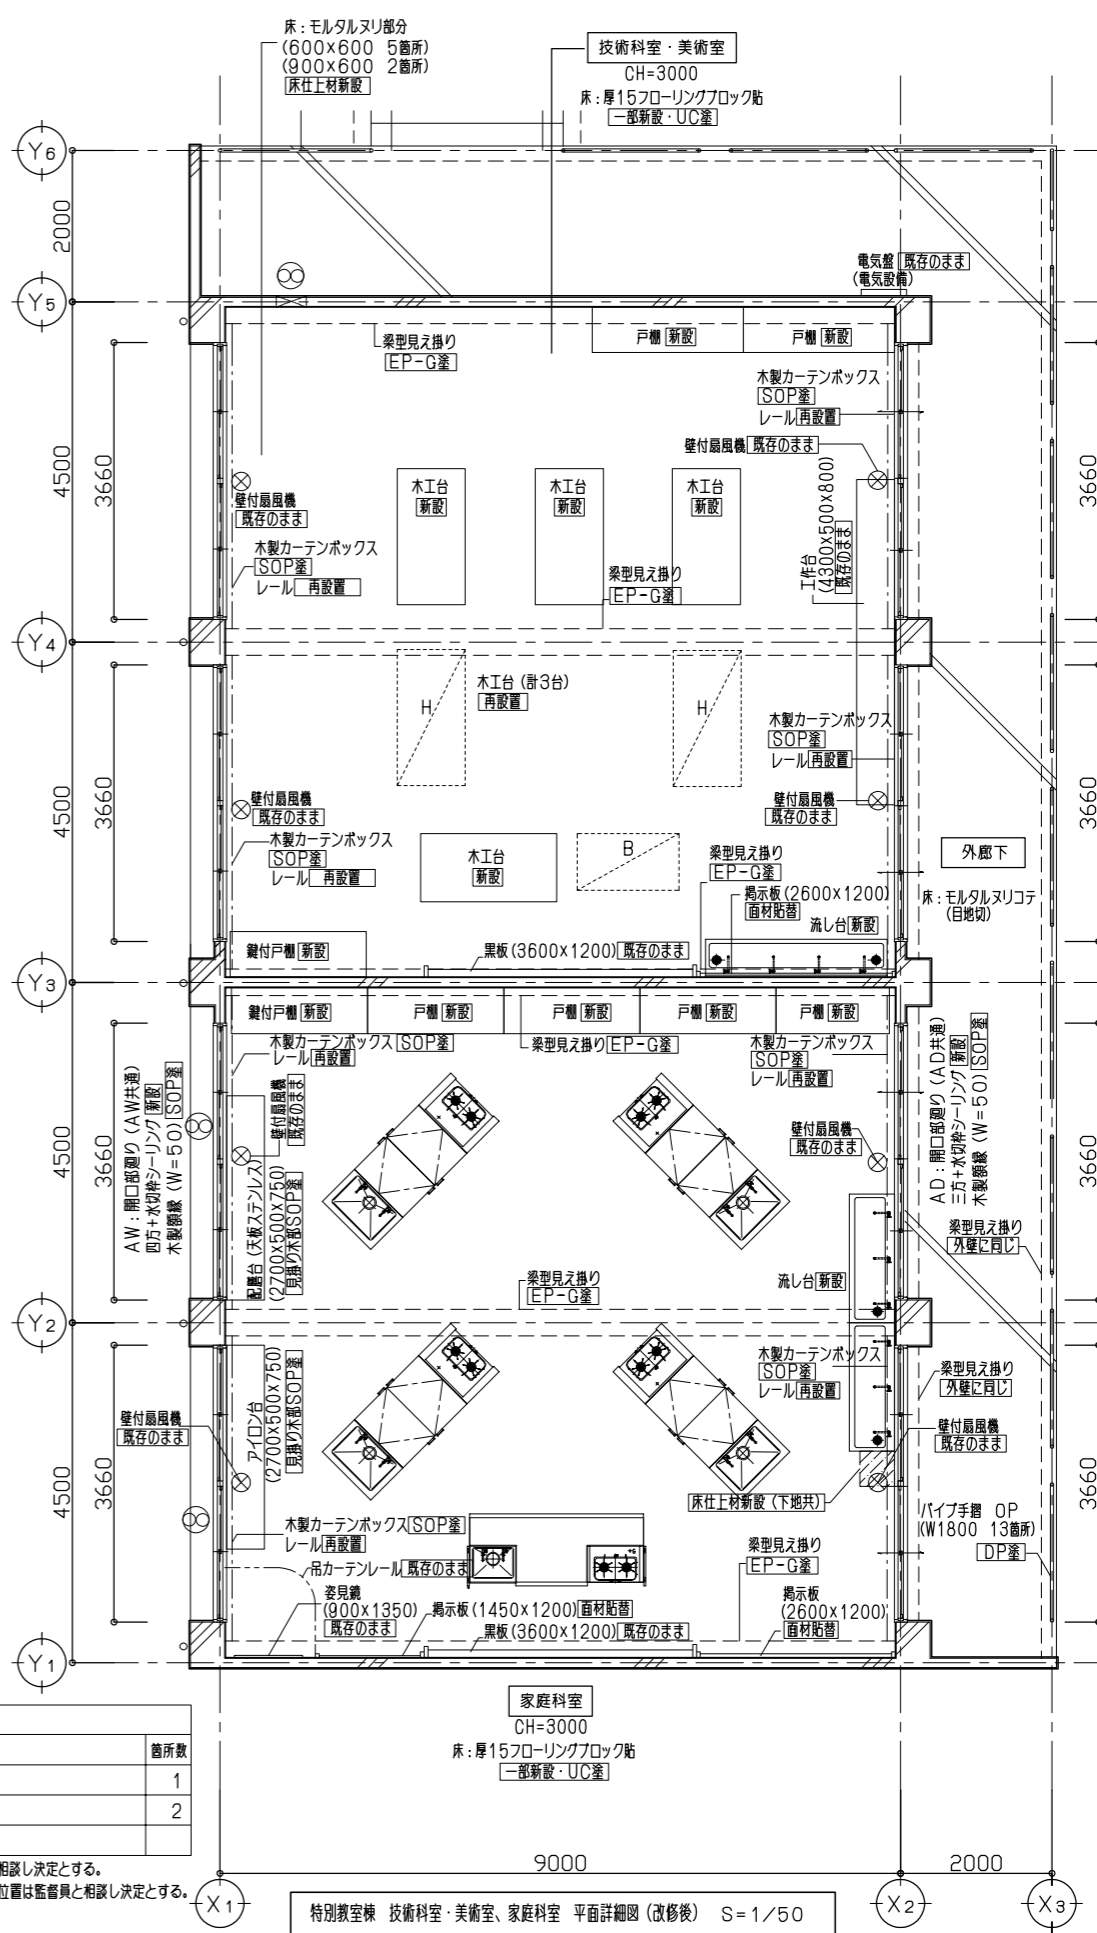 床：モルタルヌリ部分
(600×600 5箇所)
(900×600 2箇所)
床仕上材新設
技術科室・美術室
CH=3000
床：厚15フローリングブロック貼
一部新設・UC塗
Y6
2000
電気盤 既存のまま
(電気設備)
Y5
8
戸棚 新設
戸棚 新設
梁型見え掛り
EP-G塗
木製カーテンボックス
SOP塗
レール 再設置
壁付扇風機 既存のまま
4500
3660
3660
木工台
新設
木工台
新設
木工台
新設
壁付扇風機
既存のまま
工作台
(4300×500×800)
既存のまま
木製カーテンボックス
SOP塗
レール 再設置
梁型見え掛り
EP-G塗
Y4
H
木工台 (計3台)
再設置
H
木製カーテンボックス
SOP塗
レール 再設置
4500
3660
3660
壁付扇風機
既存のまま
壁付扇風機
既存のまま
木製カーテンボックス
SOP塗
レール 再設置
木工台
新設
B
梁型見え掛り
EP-G塗
外廊下
掲示板(2600×1200)
面材貼替
床：モルタルヌリコテ
(目地切)
流し台 新設
鍵付戸棚 新設
黒板(3600×1200) 既存のまま
Y3
鍵付戸棚 新設
戸棚 新設
戸棚 新設
戸棚 新設
戸棚 新設
木製カーテンボックス SOP塗
レール 再設置
梁型見え掛り EP-G塗
木製カーテンボックス
SOP塗
レール 再設置
壁付扇風機
既存のまま
AW：開口部廻り (AW共通)
四方+水切枠シーリング 新設
木製額縁 (W=50) SOP塗
8
4500
3660
3660
壁付扇風機
既存のまま
AD：開口部廻り (AD共通)
三方+水切枠シーリング 新設
木製額縁 (W=50) SOP塗
配膳台 (天板ステンレス)
(2700×500×750)
見掛り木部SOP塗
梁型見え掛り
外壁に同じ
流し台 新設
梁型見え掛り
EP-G塗
Y2
木製カーテンボックス
SOP塗
レール 再設置
梁型見え掛り
外壁に同じ
アイロン台
(2700×500×750)
見掛り木部SOP塗
壁付扇風機
既存のまま
壁付扇風機
既存のまま
4500
3660
3660
床仕上材新設 (下地共)
パイプ手摺 OP
(W1800 13箇所)
DP塗
8
木製カーテンボックス SOP塗
レール 再設置
梁型見え掛り
EP-G塗
吊カーテンレール 既存のまま
姿見鏡
(900×1350)
既存のまま
掲示板(1450×1200) 面材貼替
黒板(3600×1200) 既存のまま
掲示板
(2600×1200)
面材貼替
Y1
家庭科室
CH=3000
床：厚15フローリングブロック貼
一部新設・UC塗
箇所数
1
2
相談し決定とする。
位置は監督員と相談し決定とする。
9000
2000
X1
X2
X3
特別教室棟 技術科室・美術室、家庭科室 平面詳細図 (改修後) S=1/50